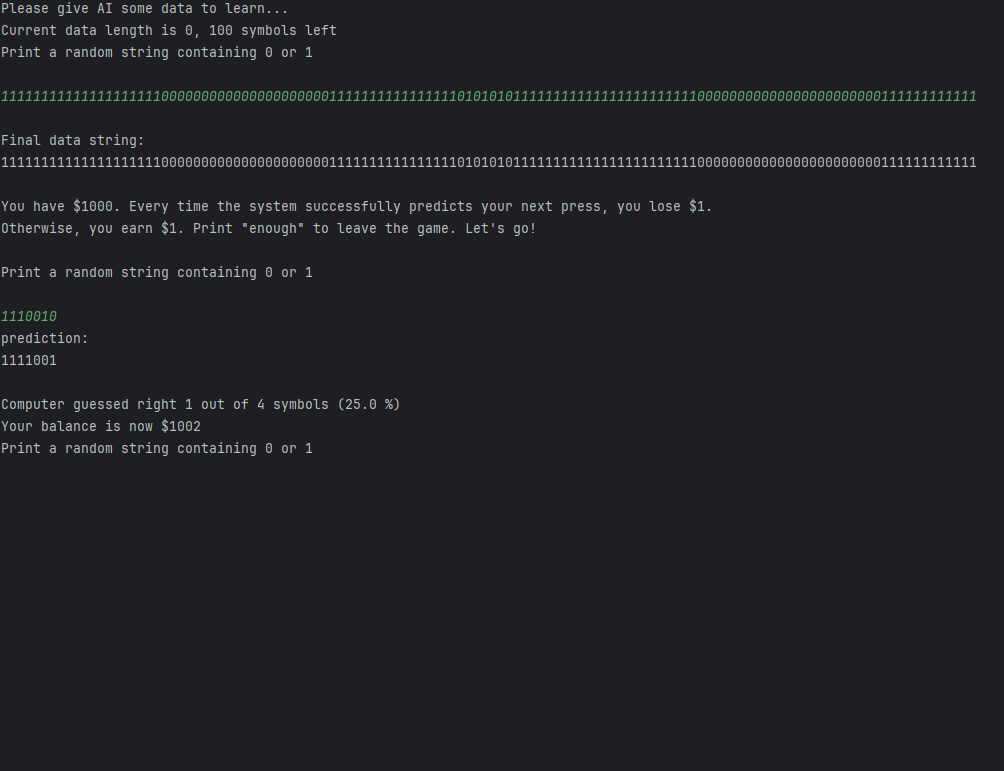 Please give AI some data to learn...
Current data length is 0, 100 symbols left
Print a random string containing 0 or 1
11111111111111111111000000000000000000000111111111111111110101011111111111111111111111100000000000000000000000111111111111
Final data string:
11111111111111111111000000000000000000000111111111111111110101011111111111111111111111100000000000000000000000111111111111
You have $1000. Every time the system successfully predicts your next press, you lose $1.
Otherwise, you earn $1. Print "enough" to leave the game. Let's go!
Print a random string containing 0 or 1
1110010
prediction:
1111001
Computer guessed right 1 out of 4 symbols (25.0 %)
Your balance is now $1002
Print a random string containing 0 or 1